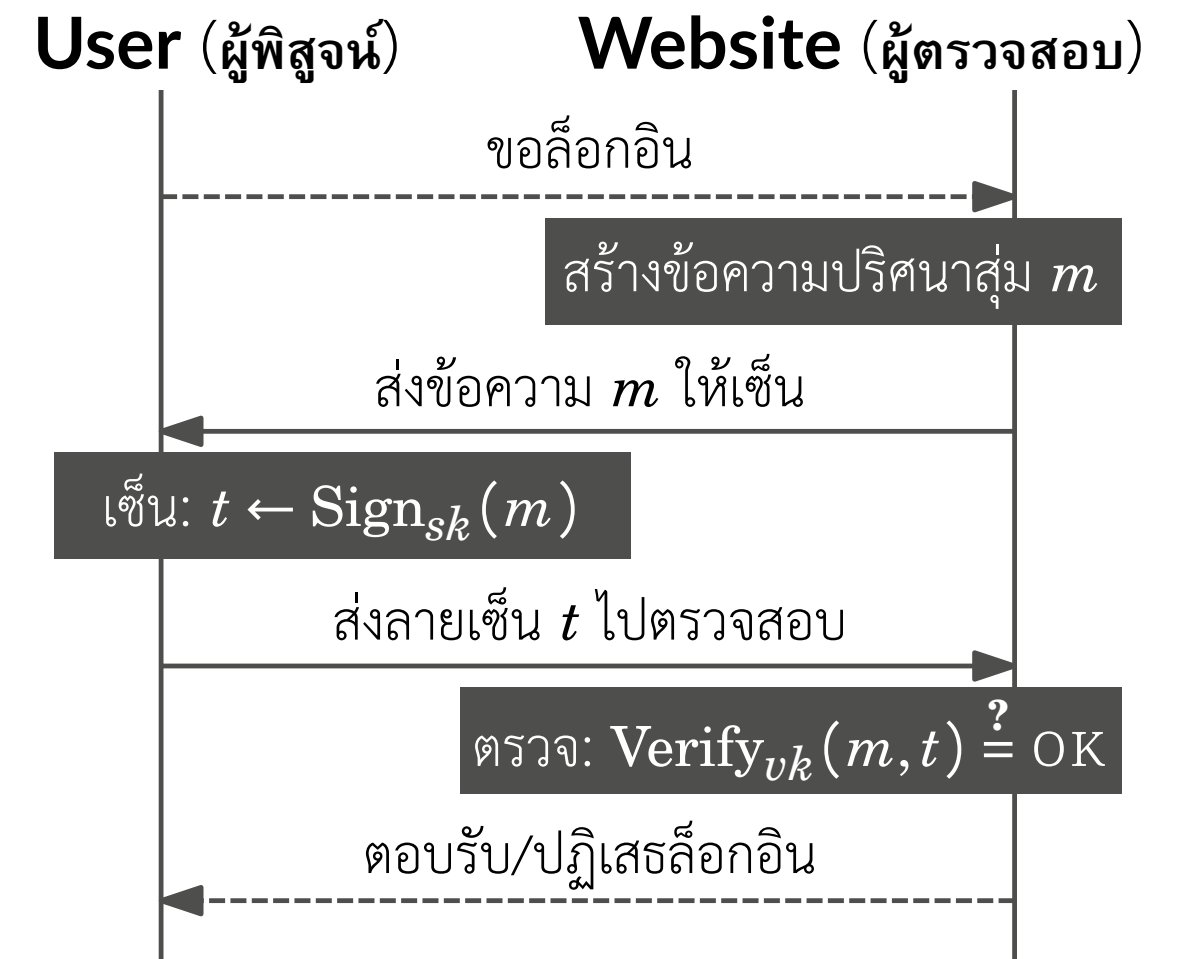 User (ผู้พิสูจน์) Website (ผู้ตรวจสอบ)
ขอล็อกอิน
สร้างข้อความปริศนาสุ่ม m
ส่งข้อความ m ให้เซ็น
เซ็น: t ← Sign_sk(m)
ส่งลายเซ็น t ไปตรวจสอบ
ตรวจ: Verify_vk(m, t) ≟ OK
ตอบรับ/ปฏิเสธล็อกอิน